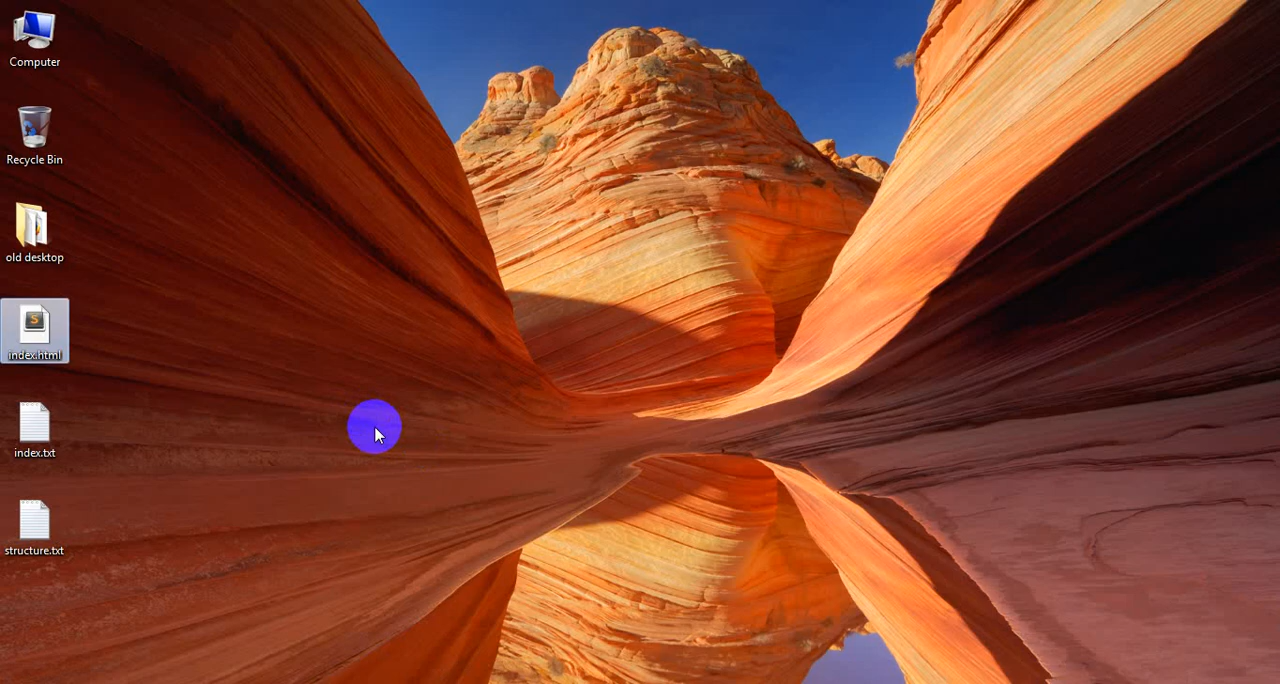 Computer
Recycle Bin
old desktop
S
index.html
index.txt
structure.txt